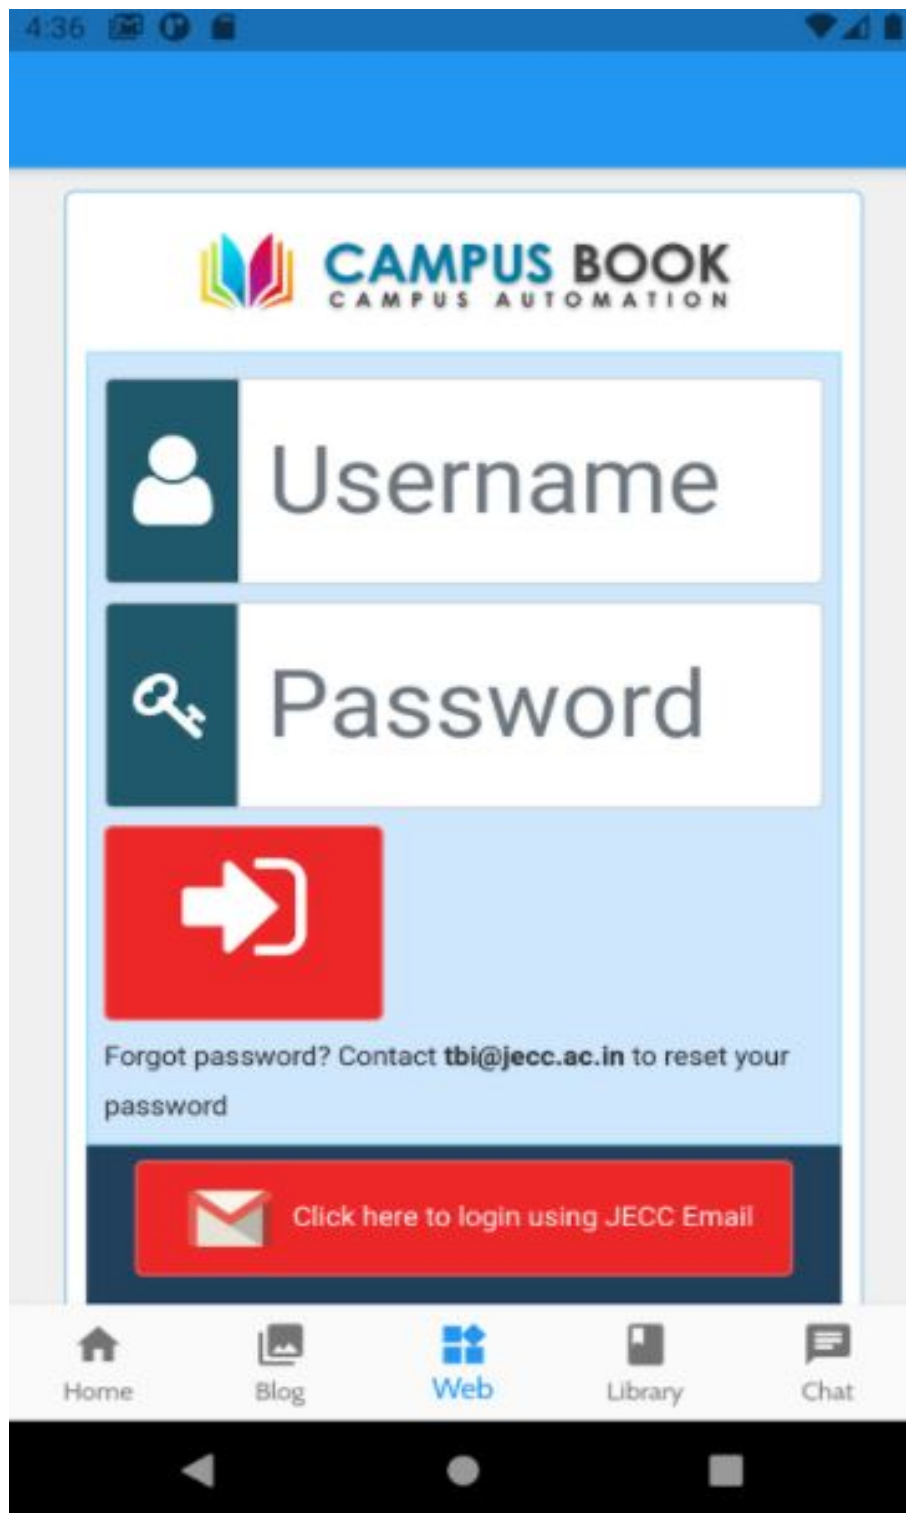 4:36
CAMPUS BOOK
CAMPUS AUTOMATION
Username
Password
Forgot password? Contact tbi@jecc.ac.in to reset your
password
Click here to login using JECC Email
Home Blog Web Library Chat